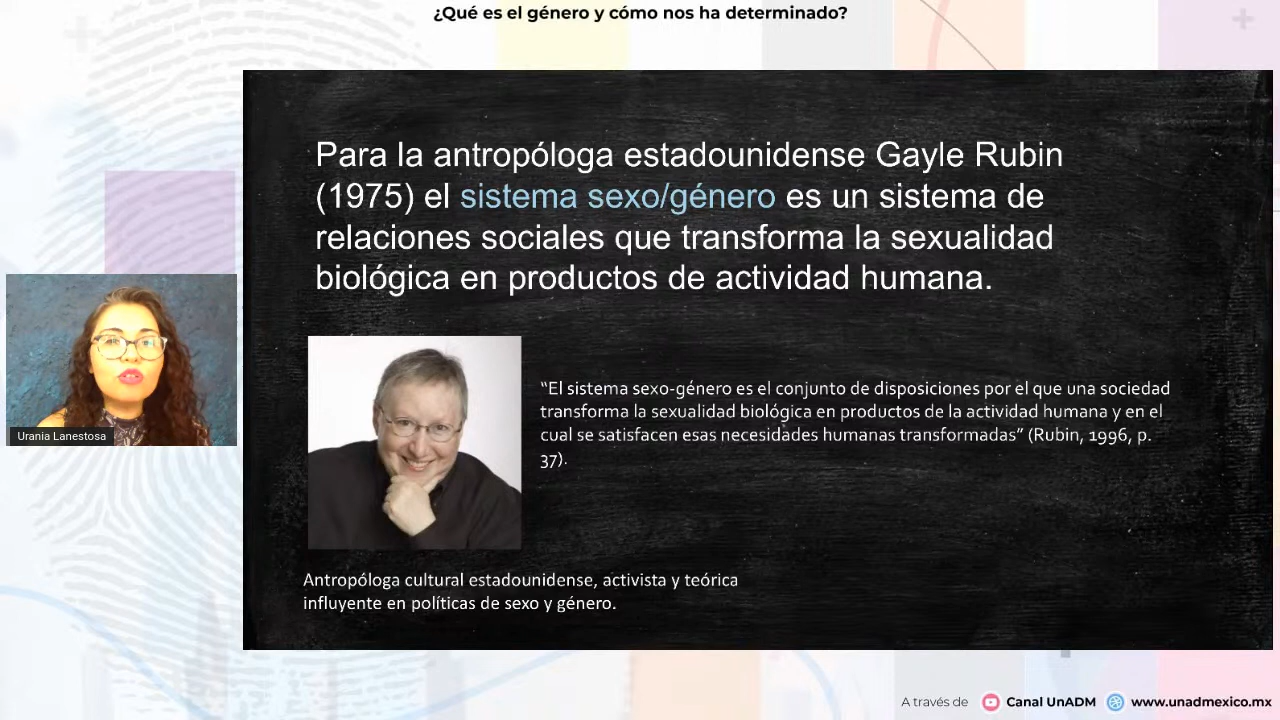 ¿Qué es el género y cómo nos ha determinado?
Para la antropóloga estadounidense Gayle Rubin
(1975) el sistema sexo/género es un sistema de
relaciones sociales que transforma la sexualidad
biológica en productos de actividad humana.
“El sistema sexo-género es el conjunto de disposiciones por el que una sociedad
transforma la sexualidad biológica en productos de la actividad humana y en el
cual se satisfacen esas necesidades humanas transformadas” (Rubin, 1996, p.
37).
Urania Lanestosa
Antropóloga cultural estadounidense, activista y teórica
influyente en políticas de sexo y género.
A través de Canal UnADM www.unadmexico.mx